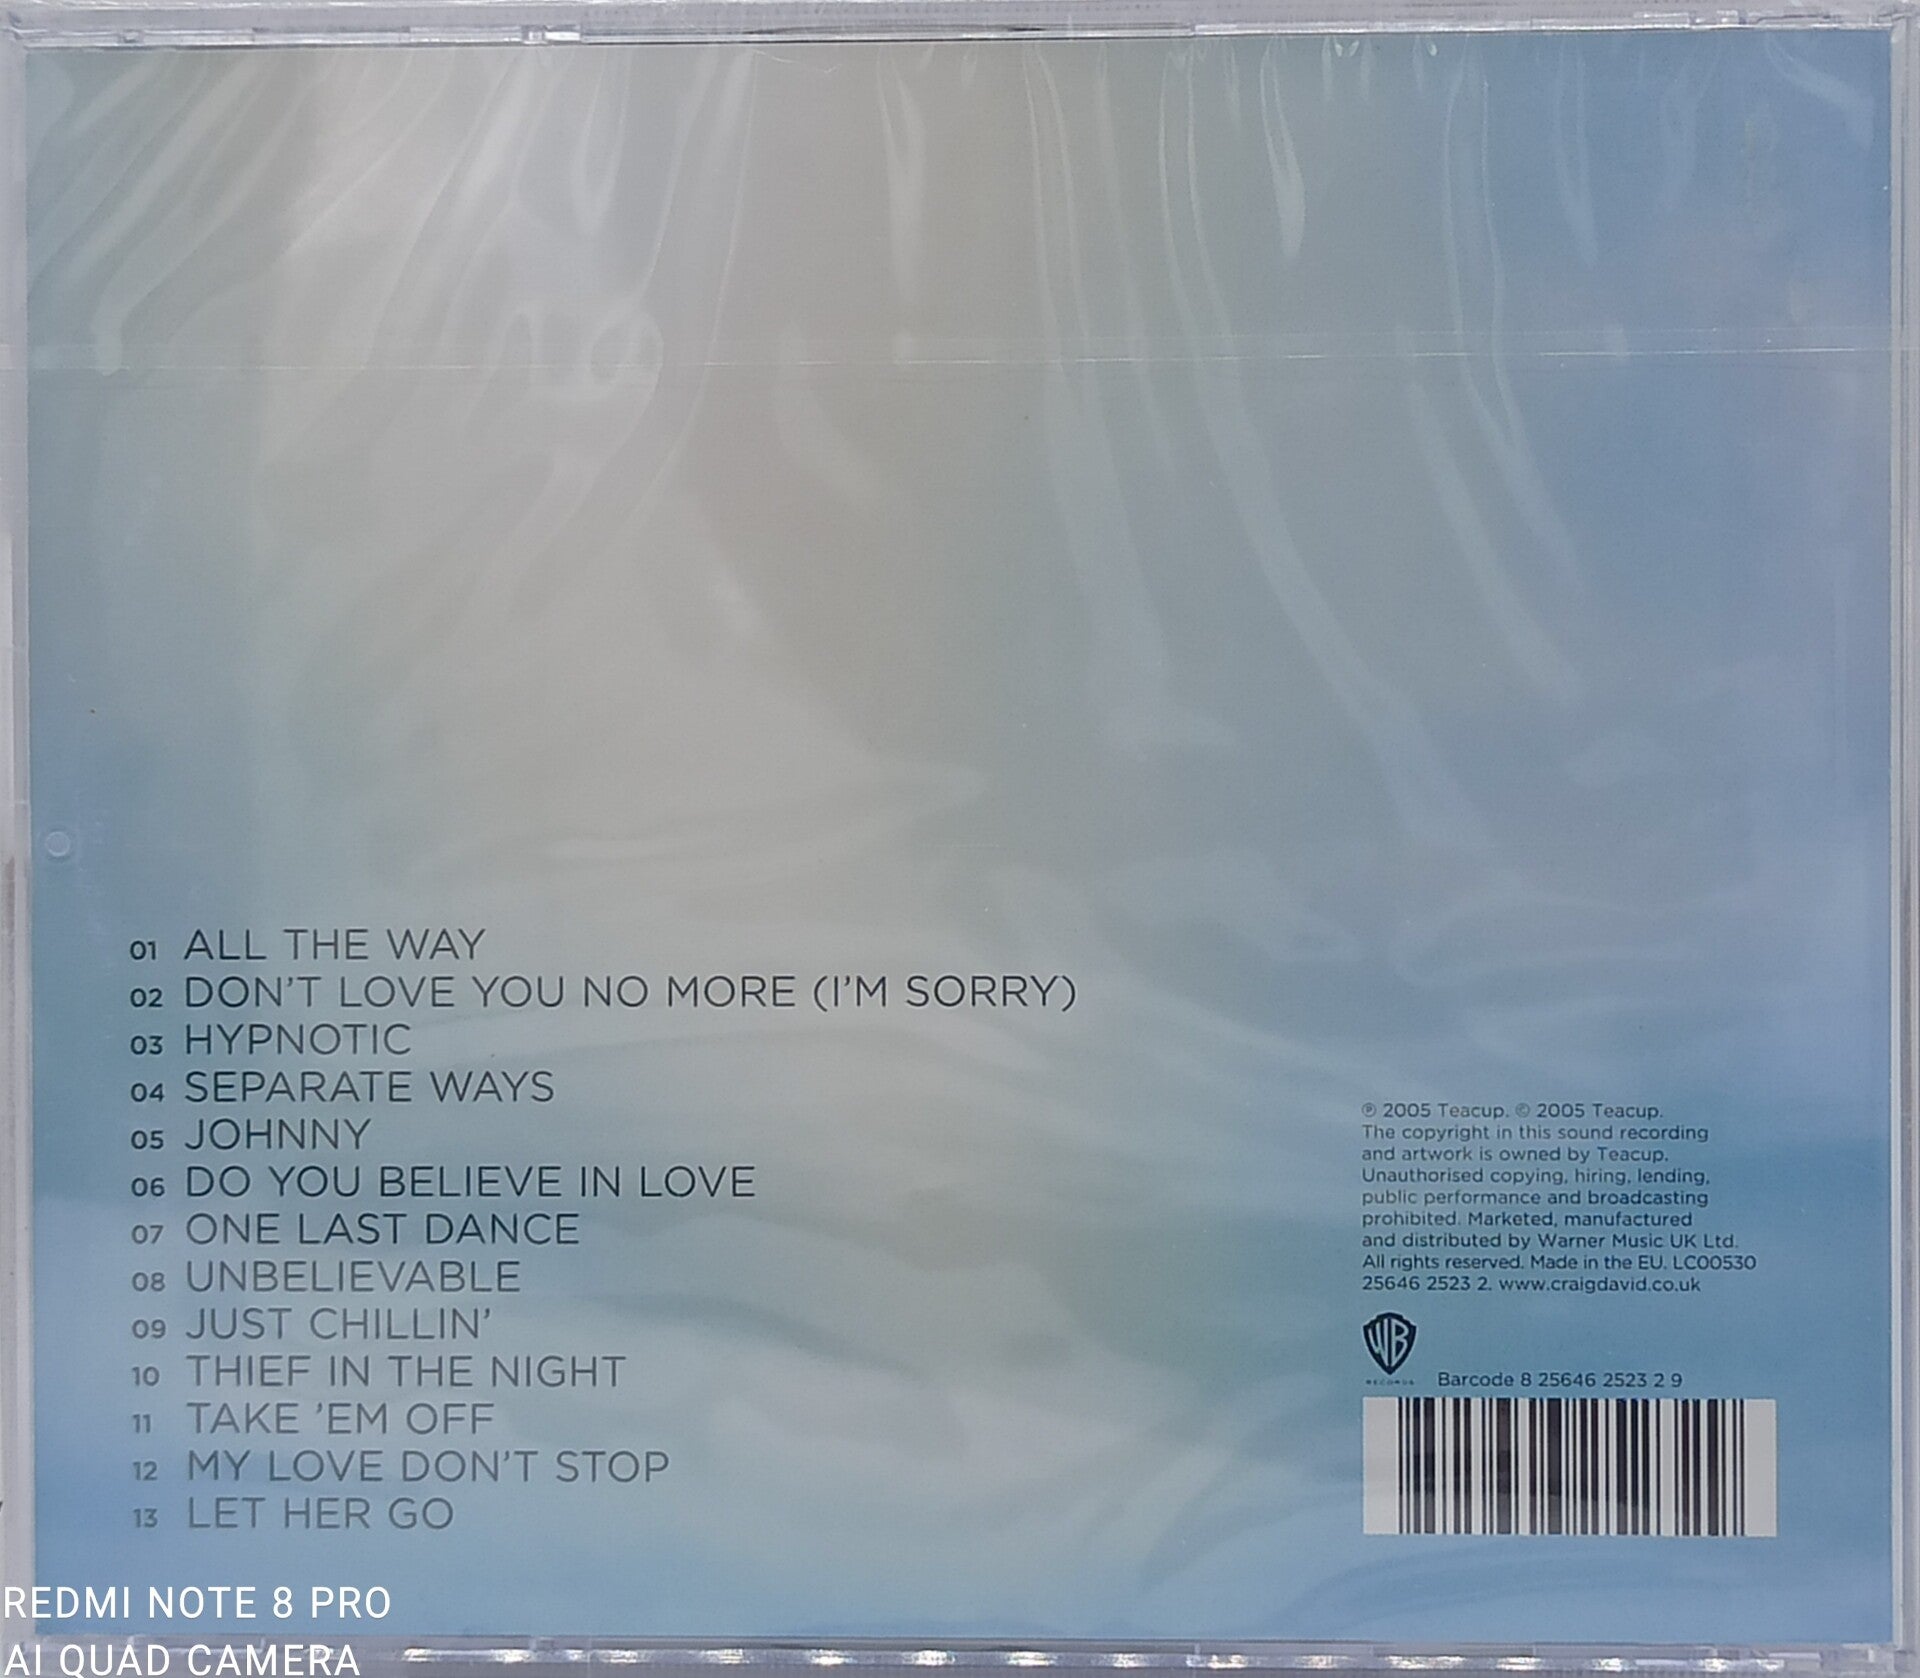 01 ALL THE WAY
02 DON'T LOVE YOU NO MORE (I'M SORRY)
03 HYPNOTIC
04 SEPARATE WAYS
05 JOHNNY
06 DO YOU BELIEVE IN LOVE
07 ONE LAST DANCE
08 UNBELIEVABLE
09 JUST CHILLIN'
10 THIEF IN THE NIGHT
11 TAKE 'EM OFF
12 MY LOVE DON'T STOP
13 LET HER GO
℗ 2005 Teacup. © 2005 Teacup.
The copyright in this sound recording
and artwork is owned by Teacup.
Unauthorised copying, hiring, lending,
public performance and broadcasting
prohibited. Marketed, manufactured
and distributed by Warner Music UK Ltd.
All rights reserved. Made in the EU. LC00530
25646 2523 2. www.craigdavid.co.uk
WB
RECORDS
Barcode 8 25646 2523 2 9
REDMI NOTE 8 PRO
AI QUAD CAMERA